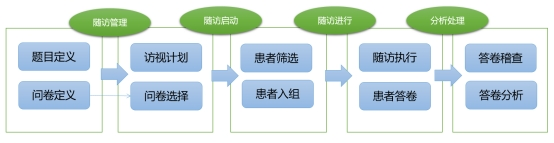 随访管理
随访启动
随访进行
分析处理
题目定义
问卷定义
访视计划
问卷选择
患者筛选
患者入组
随访执行
患者答卷
答卷稽查
答卷分析